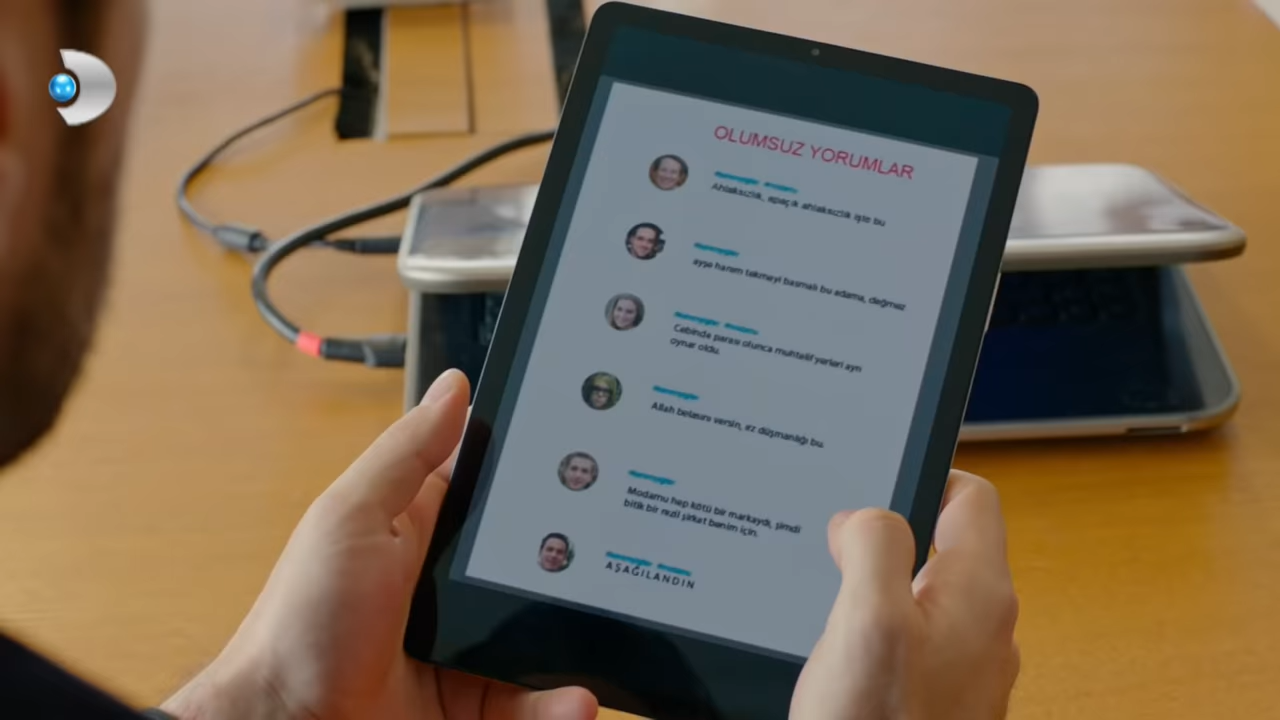 OLUMSUZ YORUMLAR
Ahlaksızlık, apaçık ahlaksızlık işte bu
ayşe hanım tekmeyi basmalı bu adama, değmez
Cebinde parası olunca muhtelif yerleri ayrı
oynar oldu.
Allah belasını versin, ez düşmanlığı bu.
Modamu hep kötü bir markaydı, şimdi
bitik bir rezil şirket benim için.
AŞAĞILANDIN